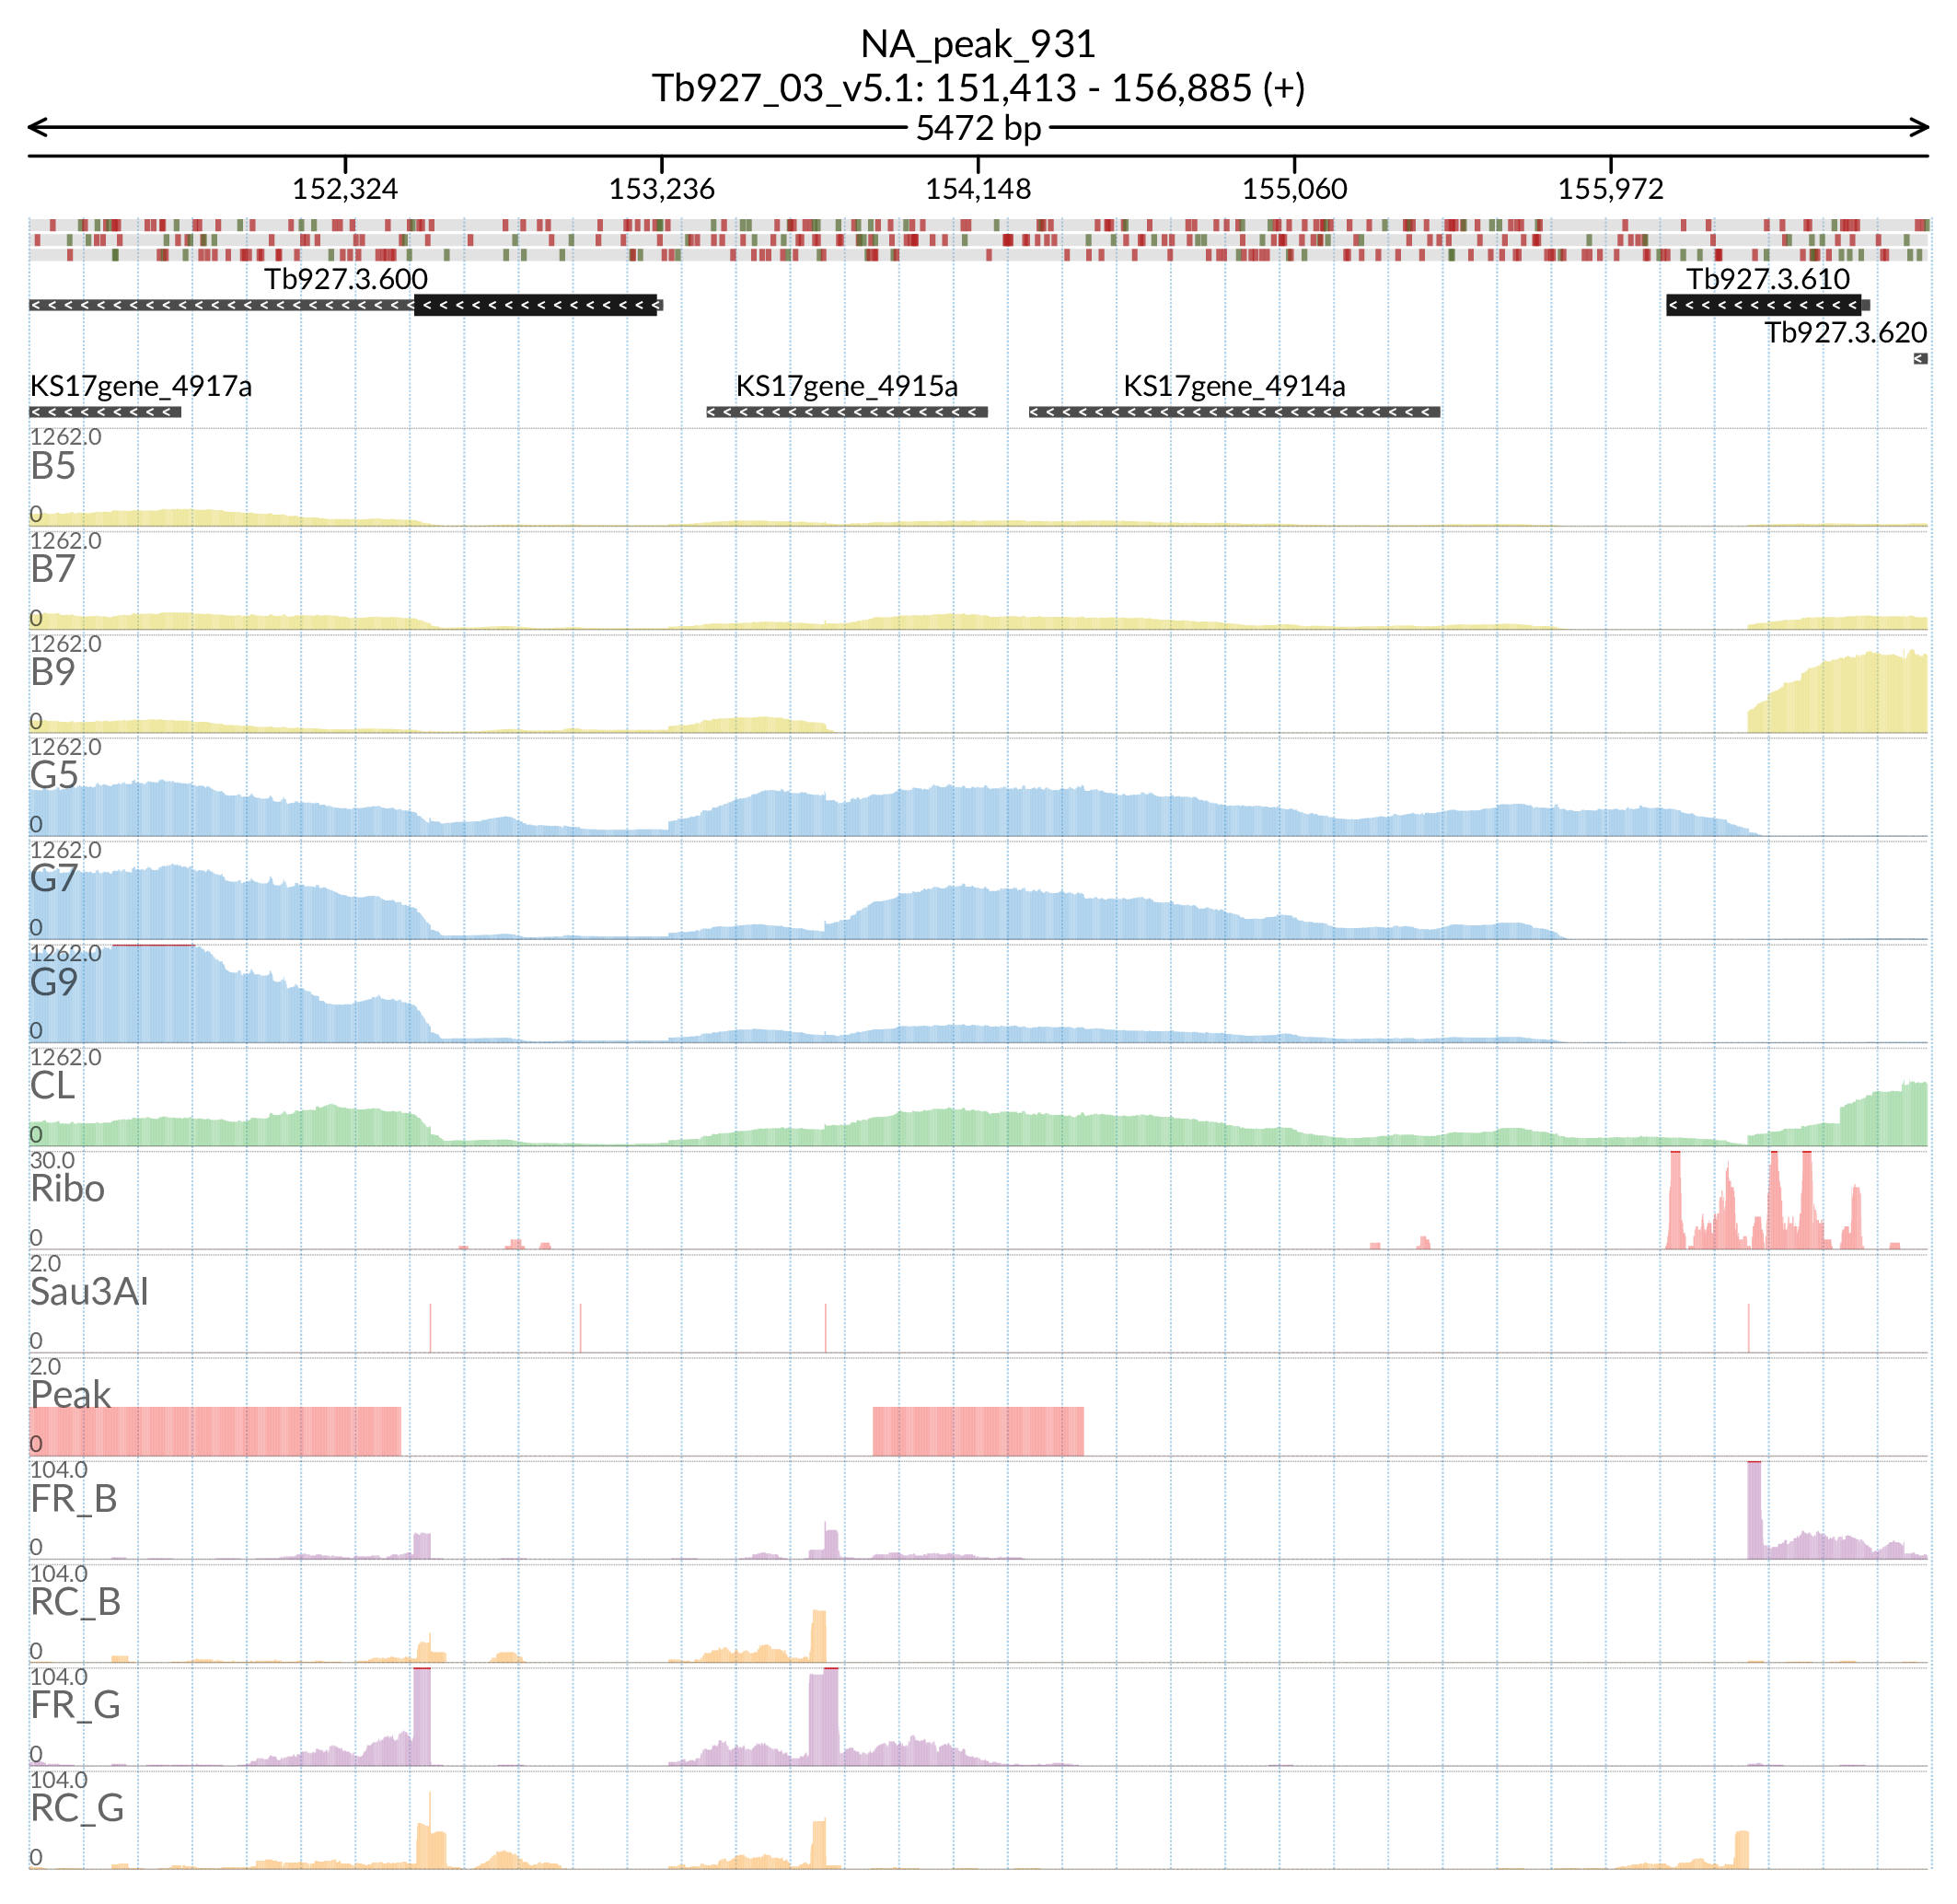 NA_peak_931
Tb927_03_v5.1: 151,413 - 156,885 (+)
5472 bp
152,324 153,236 154,148 155,060 155,972
Tb927.3.600 Tb927.3.610
Tb927.3.620
KS17gene_4917a KS17gene_4915a KS17gene_4914a
1262.0
B5
0
1262.0
B7
0
1262.0
B9
0
1262.0
G5
0
1262.0
G7
0
1262.0
G9
0
1262.0
CL
0
30.0
Ribo
0
2.0
Sau3AI
0
2.0
Peak
0
104.0
FR_B
0
104.0
RC_B
0
104.0
FR_G
0
104.0
RC_G
0